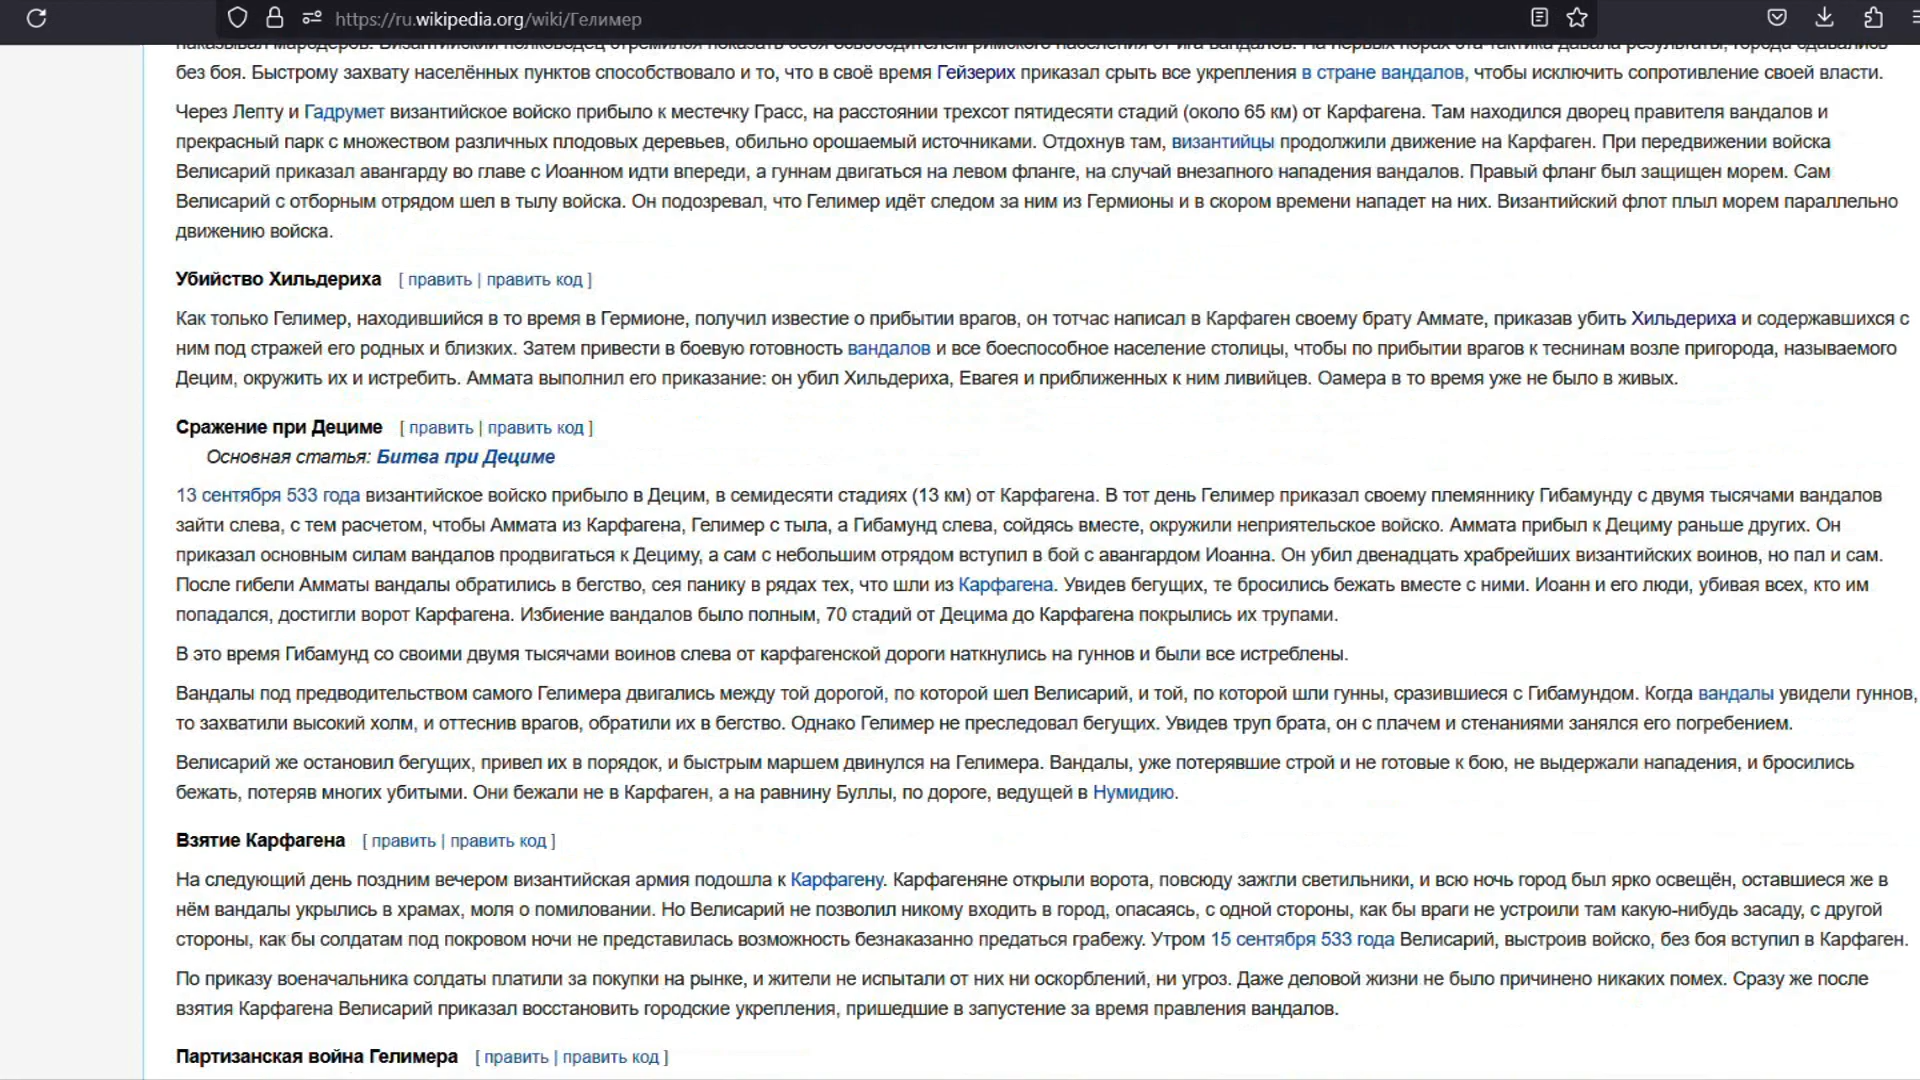 https://ru.wikipedia.org/wiki/Гелимер
наказывал мародёров. Византийский полководец стремился показать себя освободителем римского населения от ига вандалов. На первых порах эта тактика давала результаты, города сдавались
без боя. Быстрому захвату населённых пунктов способствовало и то, что в своё время Гейзерих приказал срыть все укрепления в стране вандалов, чтобы исключить сопротивление своей власти.
Через Лепту и Гадрумет византийское войско прибыло к местечку Грасс, на расстоянии трехсот пятидесяти стадий (около 65 км) от Карфагена. Там находился дворец правителя вандалов и
прекрасный парк с множеством различных плодовых деревьев, обильно орошаемый источниками. Отдохнув там, византийцы продолжили движение на Карфаген. При передвижении войска
Велисарий приказал авангарду во главе с Иоанном идти впереди, а гуннам двигаться на левом фланге, на случай внезапного нападения вандалов. Правый фланг был защищен морем. Сам
Велисарий с отборным отрядом шел в тылу войска. Он подозревал, что Гелимер идёт следом за ним из Гермионы и в скором времени нападет на них. Византийский флот плыл морем параллельно
движению войска.
Убийство Хильдериха [ править | править код ]
Как только Гелимер, находившийся в то время в Гермионе, получил известие о прибытии врагов, он тотчас написал в Карфаген своему брату Аммате, приказав убить Хильдериха и содержавшихся с
ним под стражей его родных и близких. Затем привести в боевую готовность вандалов и все боеспособное население столицы, чтобы по прибытии врагов к теснинам возле пригорода, называемого
Децим, окружить их и истребить. Аммата выполнил его приказание: он убил Хильдериха, Евагея и приближенных к ним ливийцев. Оамера в то время уже не было в живых.
Сражение при Дециме [ править | править код ]
Основная статья: Битва при Дециме
13 сентября 533 года византийское войско прибыло в Децим, в семидесяти стадиях (13 км) от Карфагена. В тот день Гелимер приказал своему племяннику Гибамунду с двумя тысячами вандалов
зайти слева, с тем расчетом, чтобы Аммата из Карфагена, Гелимер с тыла, а Гибамунд слева, сойдясь вместе, окружили неприятельское войско. Аммата прибыл к Дециму раньше других. Он
приказал основным силам вандалов продвигаться к Дециму, а сам с небольшим отрядом вступил в бой с авангардом Иоанна. Он убил двенадцать храбрейших византийских воинов, но пал и сам.
После гибели Амматы вандалы обратились в бегство, сея панику в рядах тех, что шли из Карфагена. Увидев бегущих, те бросились бежать вместе с ними. Иоанн и его люди, убивая всех, кто им
попадался, достигли ворот Карфагена. Избиение вандалов было полным, 70 стадий от Децима до Карфагена покрылись их трупами.
В это время Гибамунд со своими двумя тысячами воинов слева от карфагенской дороги наткнулись на гуннов и были все истреблены.
Вандалы под предводительством самого Гелимера двигались между той дорогой, по которой шел Велисарий, и той, по которой шли гунны, сразившиеся с Гибамундом. Когда вандалы увидели гуннов,
то захватили высокий холм, и оттеснив врагов, обратили их в бегство. Однако Гелимер не преследовал бегущих. Увидев труп брата, он с плачем и стенаниями занялся его погребением.
Велисарий же остановил бегущих, привел их в порядок, и быстрым маршем двинулся на Гелимера. Вандалы, уже потерявшие строй и не готовые к бою, не выдержали нападения, и бросились
бежать, потеряв многих убитыми. Они бежали не в Карфаген, а на равнину Буллы, по дороге, ведущей в Нумидию.
Взятие Карфагена [ править | править код ]
На следующий день поздним вечером византийская армия подошла к Карфагену. Карфагеняне открыли ворота, повсюду зажгли светильники, и всю ночь город был ярко освещён, оставшиеся же в
нём вандалы укрылись в храмах, моля о помиловании. Но Велисарий не позволил никому входить в город, опасаясь, с одной стороны, как бы враги не устроили там какую-нибудь засаду, с другой
стороны, как бы солдатам под покровом ночи не представилась возможность безнаказанно предаться грабежу. Утром 15 сентября 533 года Велисарий, выстроив войско, без боя вступил в Карфаген.
По приказу военачальника солдаты платили за покупки на рынке, и жители не испытали от них ни оскорблений, ни угроз. Даже деловой жизни не было причинено никаких помех. Сразу же после
взятия Карфагена Велисарий приказал восстановить городские укрепления, пришедшие в запустение за время правления вандалов.
Партизанская война Гелимера [ править | править код ]